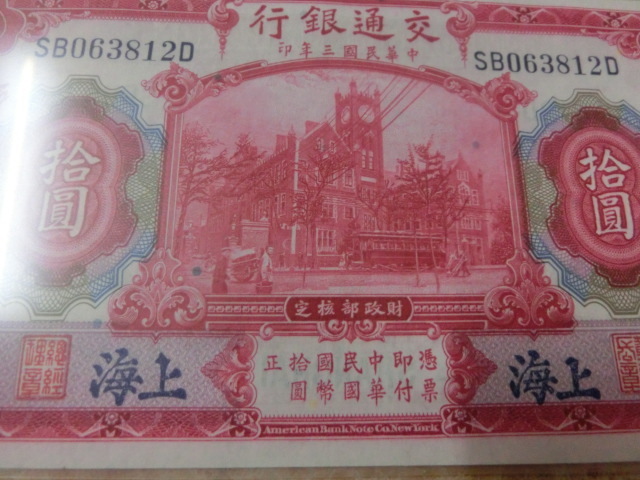 交通銀行
中華民國三年印
SB063812D
SB063812D
拾圓
拾圓
財政部核定
上海
憑票即付中華民國國幣拾圓正
上海
American Bank Note Co. New York